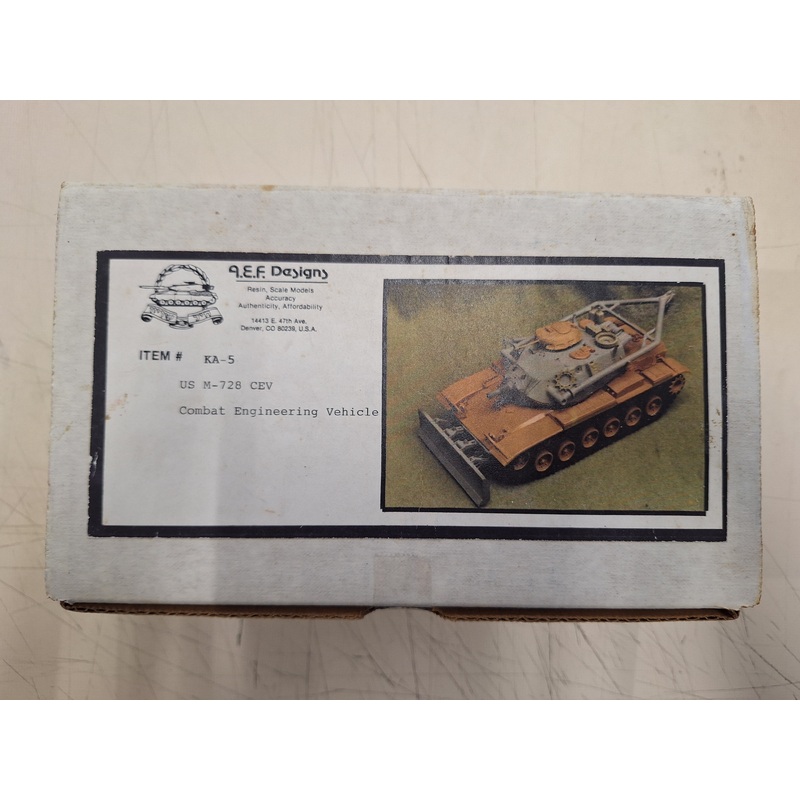 A.E.F. Designs
Resin, Scale Models
Accuracy
Authenticity, Affordability
14413 E. 47th Ave.
Denver, CO 80239, U.S.A.
ITEM # KA-5
US M-728 CEV
Combat Engineering Vehicle